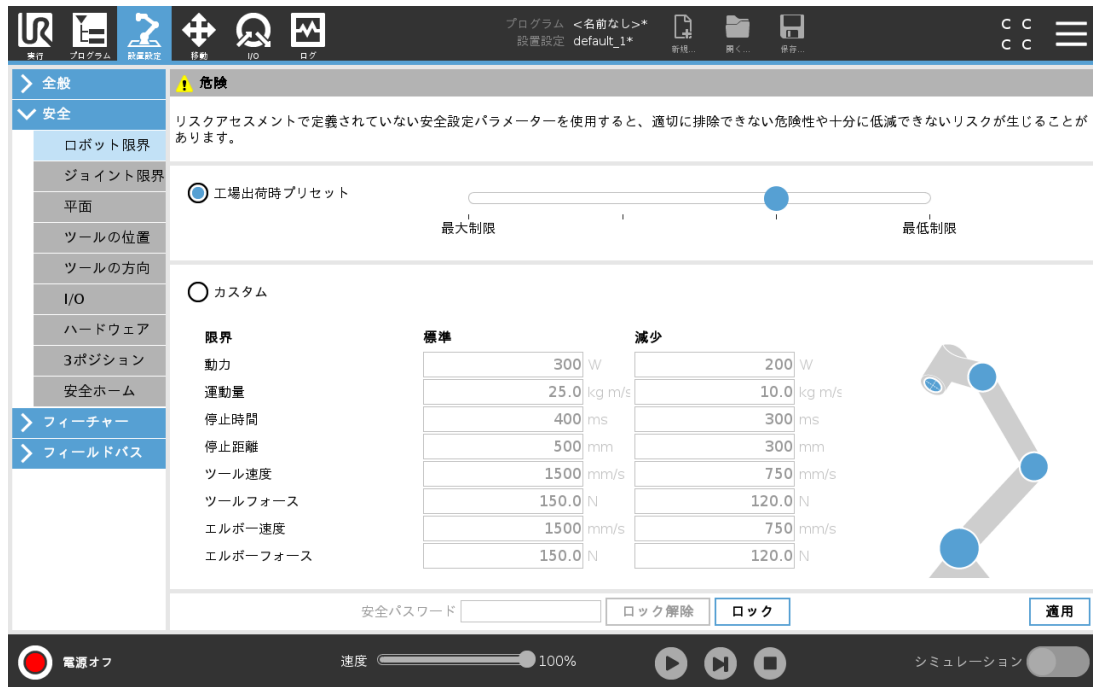 UR
実行
プログラム
設置設定
移動
I/O
ログ
プログラム <名前なし>*
設置設定 default_1*
新規...
開く...
保存...
C C
C C
全般
安全
ロボット限界
ジョイント限界
平面
ツールの位置
ツールの方向
I/O
ハードウェア
3ポジション
安全ホーム
フィーチャー
フィールドバス
危険
リスクアセスメントで定義されていない安全設定パラメーターを使用すると、適切に排除できない危険性や十分に低減できないリスクが生じることが
あります。
工場出荷時プリセット
最大制限
最低制限
カスタム
限界 標準 減少
動力 300 W 200 W
運動量 25.0 kg m/s 10.0 kg m/s
停止時間 400 ms 300 ms
停止距離 500 mm 300 mm
ツール速度 1500 mm/s 750 mm/s
ツールフォース 150.0 N 120.0 N
エルボー速度 1500 mm/s 750 mm/s
エルボーフォース 150.0 N 120.0 N
安全パスワード ロック解除 ロック 適用
電源オフ 速度 100% シミュレーション